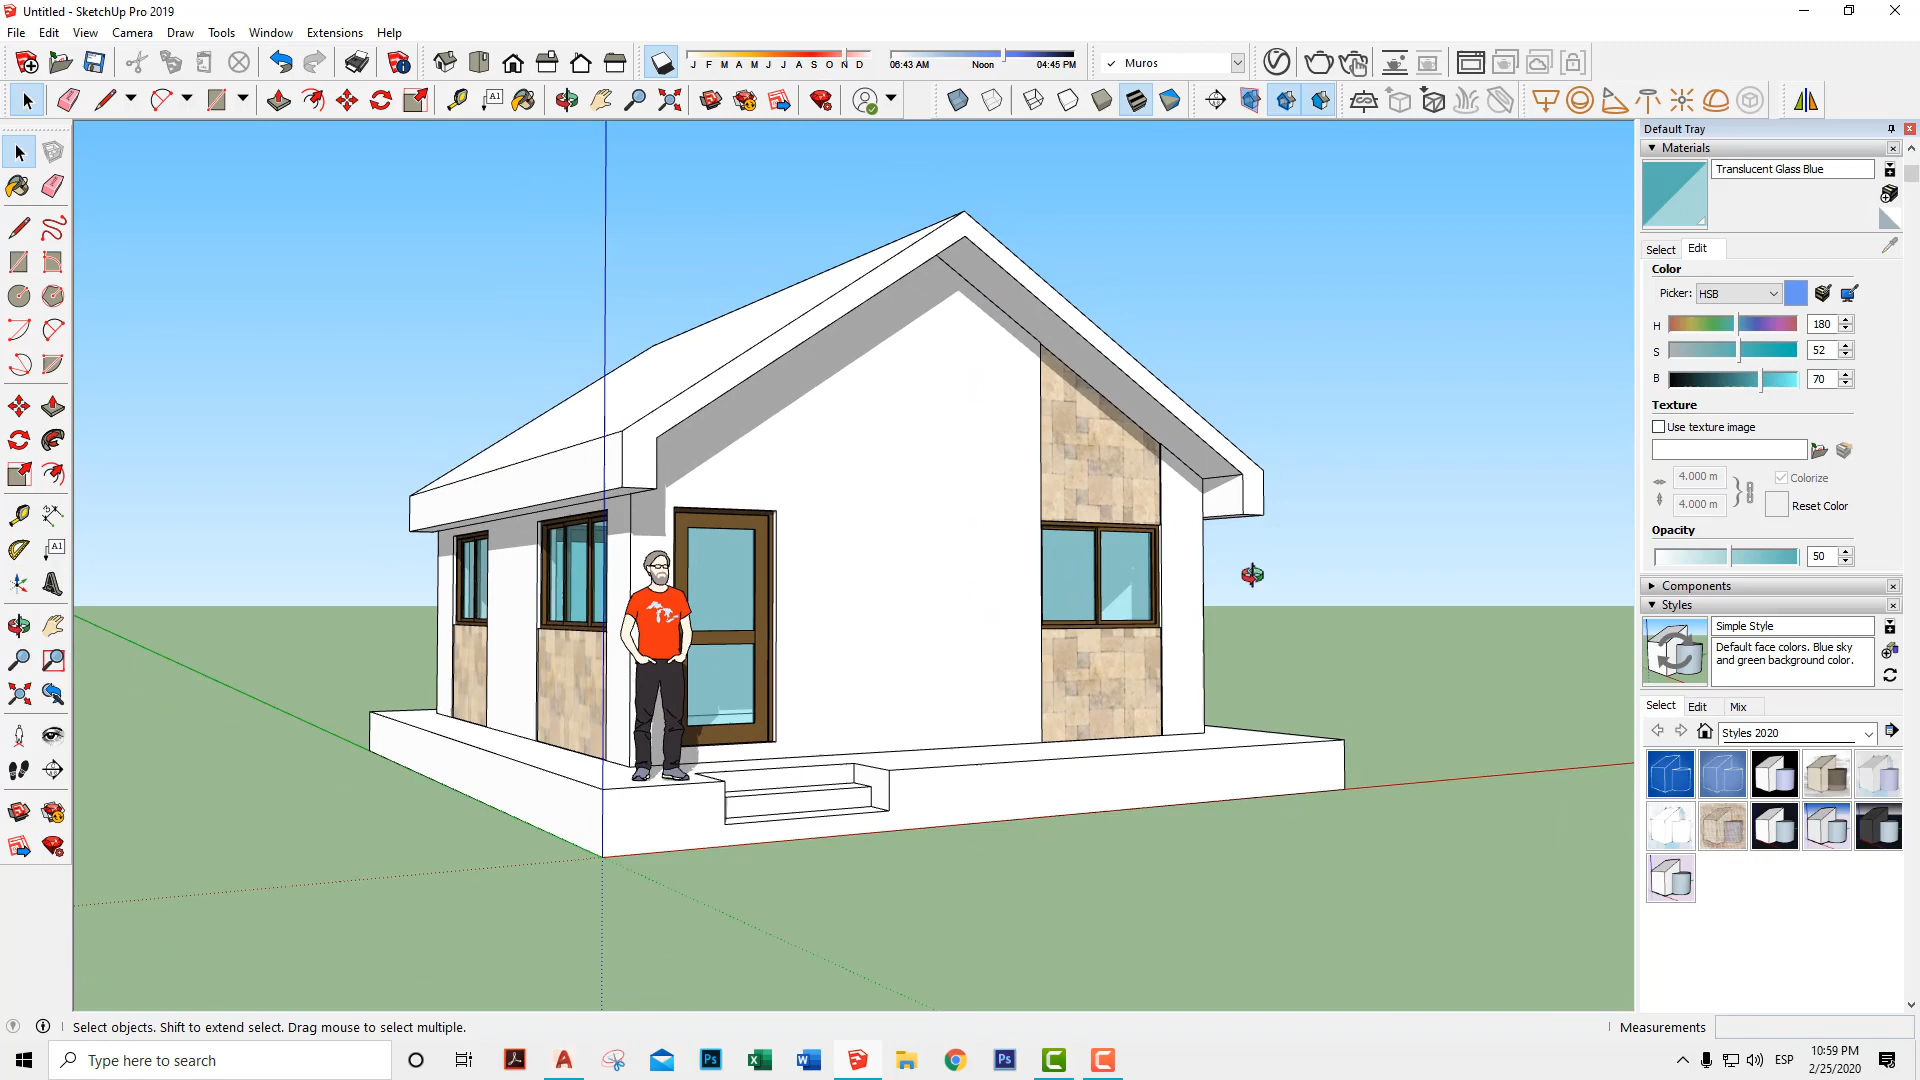 Untitled - SketchUp Pro 2019
File Edit View Camera Draw Tools Window Extensions Help
J F M A M J J A S O N D
06:43 AM Noon 04:45 PM
Muros
A1
Default Tray
Materials
Translucent Glass Blue
Select Edit
Color
Picker: HSB
H 180
S 52
B 70
Texture
Use texture image
4.000 m
Colorize
4.000 m
Reset Color
Opacity
50
Components
Styles
Simple Style
Default face colors. Blue sky
and green background color.
Select Edit Mix
Styles 2020
A1
Select objects. Shift to extend select. Drag mouse to select multiple.
Measurements
Type here to search
ESP
10:59 PM
2/25/2020